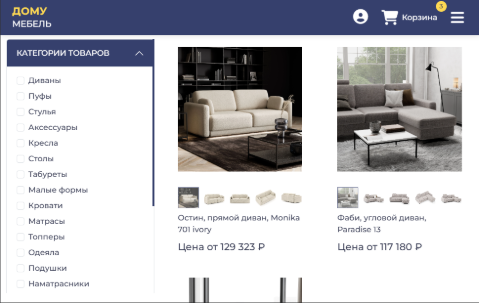 ДОМУ
МЕБЕЛЬ
3
Корзина
КАТЕГОРИИ ТОВАРОВ
Диваны
Пуфы
Стулья
Аксессуары
Кресла
Столы
Табуреты
Малые формы
Кровати
Матрасы
Топперы
Одеяла
Подушки
Наматрасники
Остин, прямой диван, Monika
701 ivory
Цена от 129 323 ₽
Фаби, угловой диван,
Paradise 13
Цена от 117 180 ₽